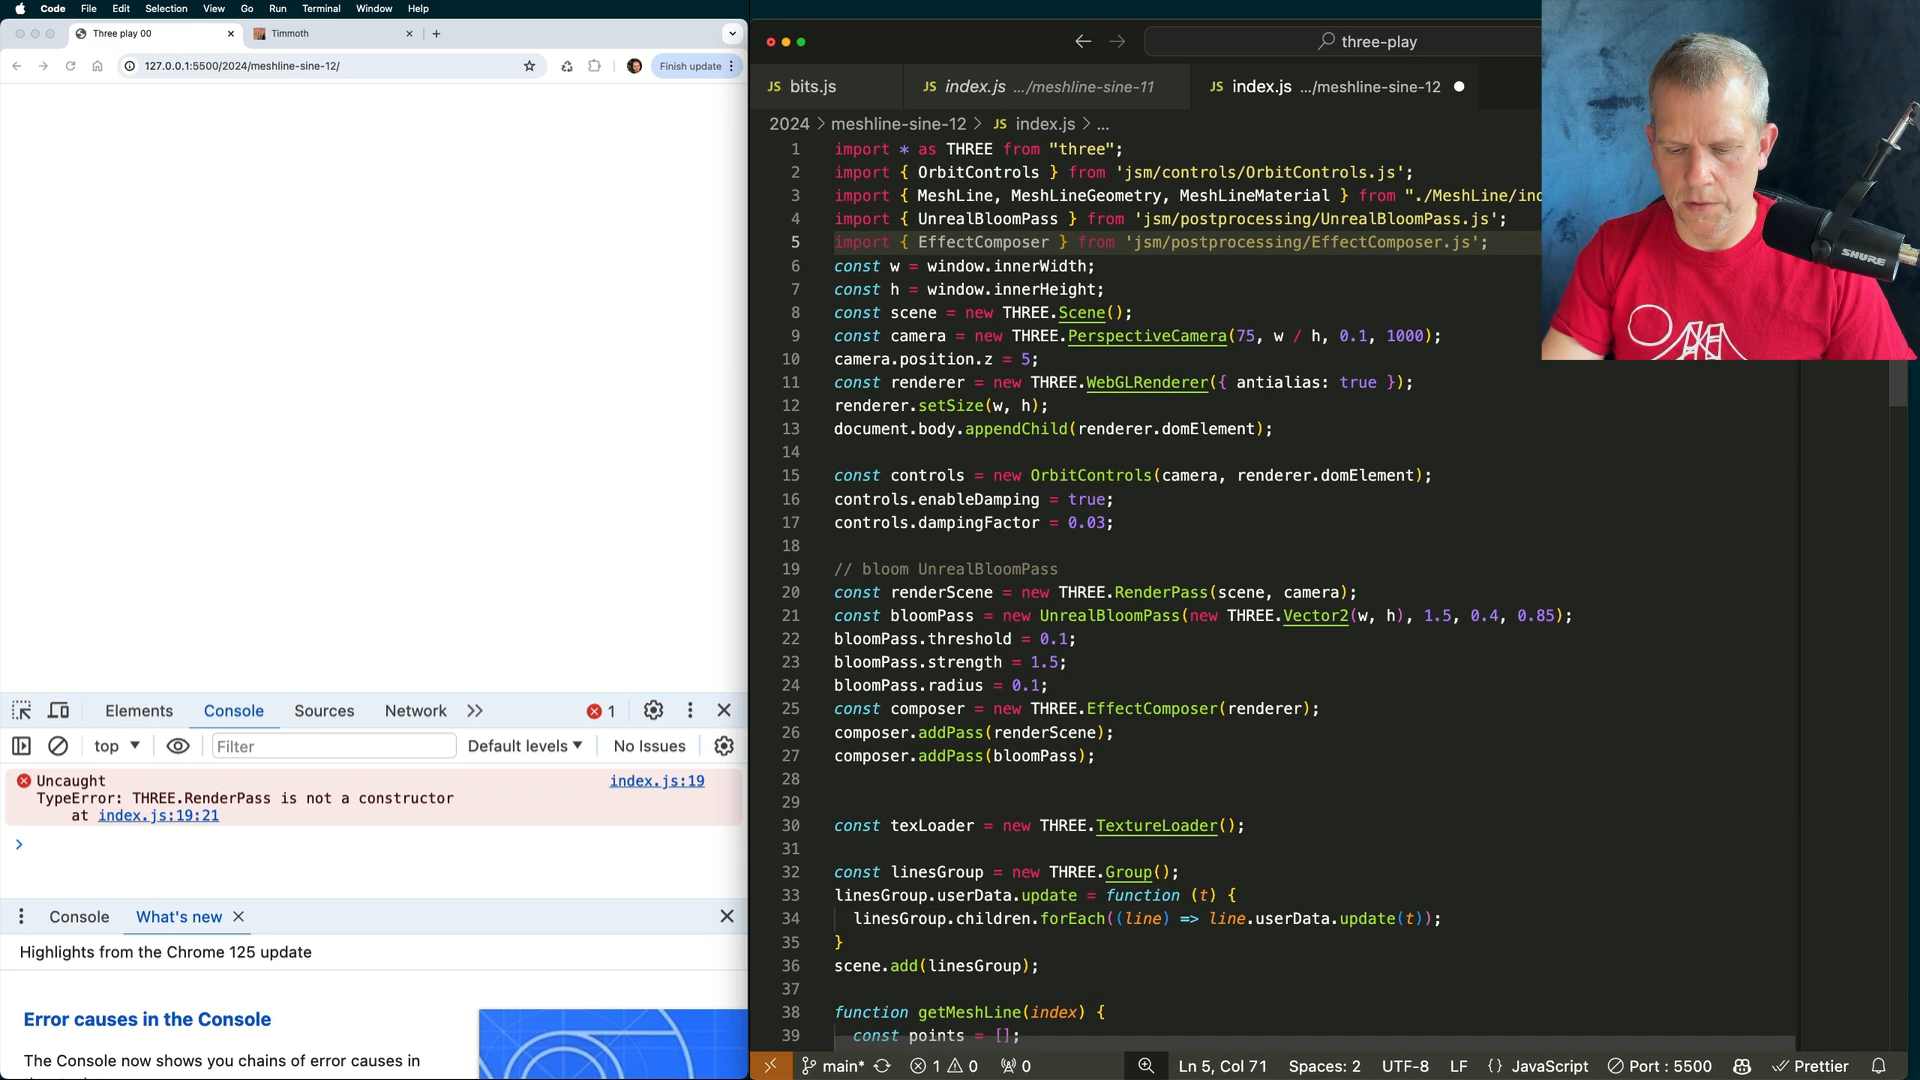 Code File Edit Selection View Go Run Terminal Window Help
Three play 00
Timmoth
127.0.0.1:5500/2024/meshline-sine-12/
Finish update
Elements Console Sources Network
1
top
Filter
Default levels
No Issues
Uncaught index.js:19
TypeError: THREE.RenderPass is not a constructor
at index.js:19:21
Console What's new
Highlights from the Chrome 125 update
Error causes in the Console
The Console now shows you chains of error causes in
three-play
JS bits.js
JS index.js .../meshline-sine-11
JS index.js .../meshline-sine-12
2024 > meshline-sine-12 > JS index.js > ...
1 import * as THREE from "three";
2 import { OrbitControls } from 'jsm/controls/OrbitControls.js';
3 import { MeshLine, MeshLineGeometry, MeshLineMaterial } from "./MeshLine/ind
4 import { UnrealBloomPass } from 'jsm/postprocessing/UnrealBloomPass.js';
5 import { EffectComposer } from 'jsm/postprocessing/EffectComposer.js';
6 const w = window.innerWidth;
7 const h = window.innerHeight;
8 const scene = new THREE.Scene();
9 const camera = new THREE.PerspectiveCamera(75, w / h, 0.1, 1000);
10 camera.position.z = 5;
11 const renderer = new THREE.WebGLRenderer({ antialias: true });
12 renderer.setSize(w, h);
13 document.body.appendChild(renderer.domElement);
14
15 const controls = new OrbitControls(camera, renderer.domElement);
16 controls.enableDamping = true;
17 controls.dampingFactor = 0.03;
18
19 // bloom UnrealBloomPass
20 const renderScene = new THREE.RenderPass(scene, camera);
21 const bloomPass = new UnrealBloomPass(new THREE.Vector2(w, h), 1.5, 0.4, 0.85);
22 bloomPass.threshold = 0.1;
23 bloomPass.strength = 1.5;
24 bloomPass.radius = 0.1;
25 const composer = new THREE.EffectComposer(renderer);
26 composer.addPass(renderScene);
27 composer.addPass(bloomPass);
28
29
30 const texLoader = new THREE.TextureLoader();
31
32 const linesGroup = new THREE.Group();
33 linesGroup.userData.update = function (t) {
34 linesGroup.children.forEach((line) => line.userData.update(t));
35 }
36 scene.add(linesGroup);
37
38 function getMeshLine(index) {
39 const points = [];
main* 1 0 0 Ln 5, Col 71 Spaces: 2 UTF-8 LF {} JavaScript Port : 5500 Prettier
SHURE